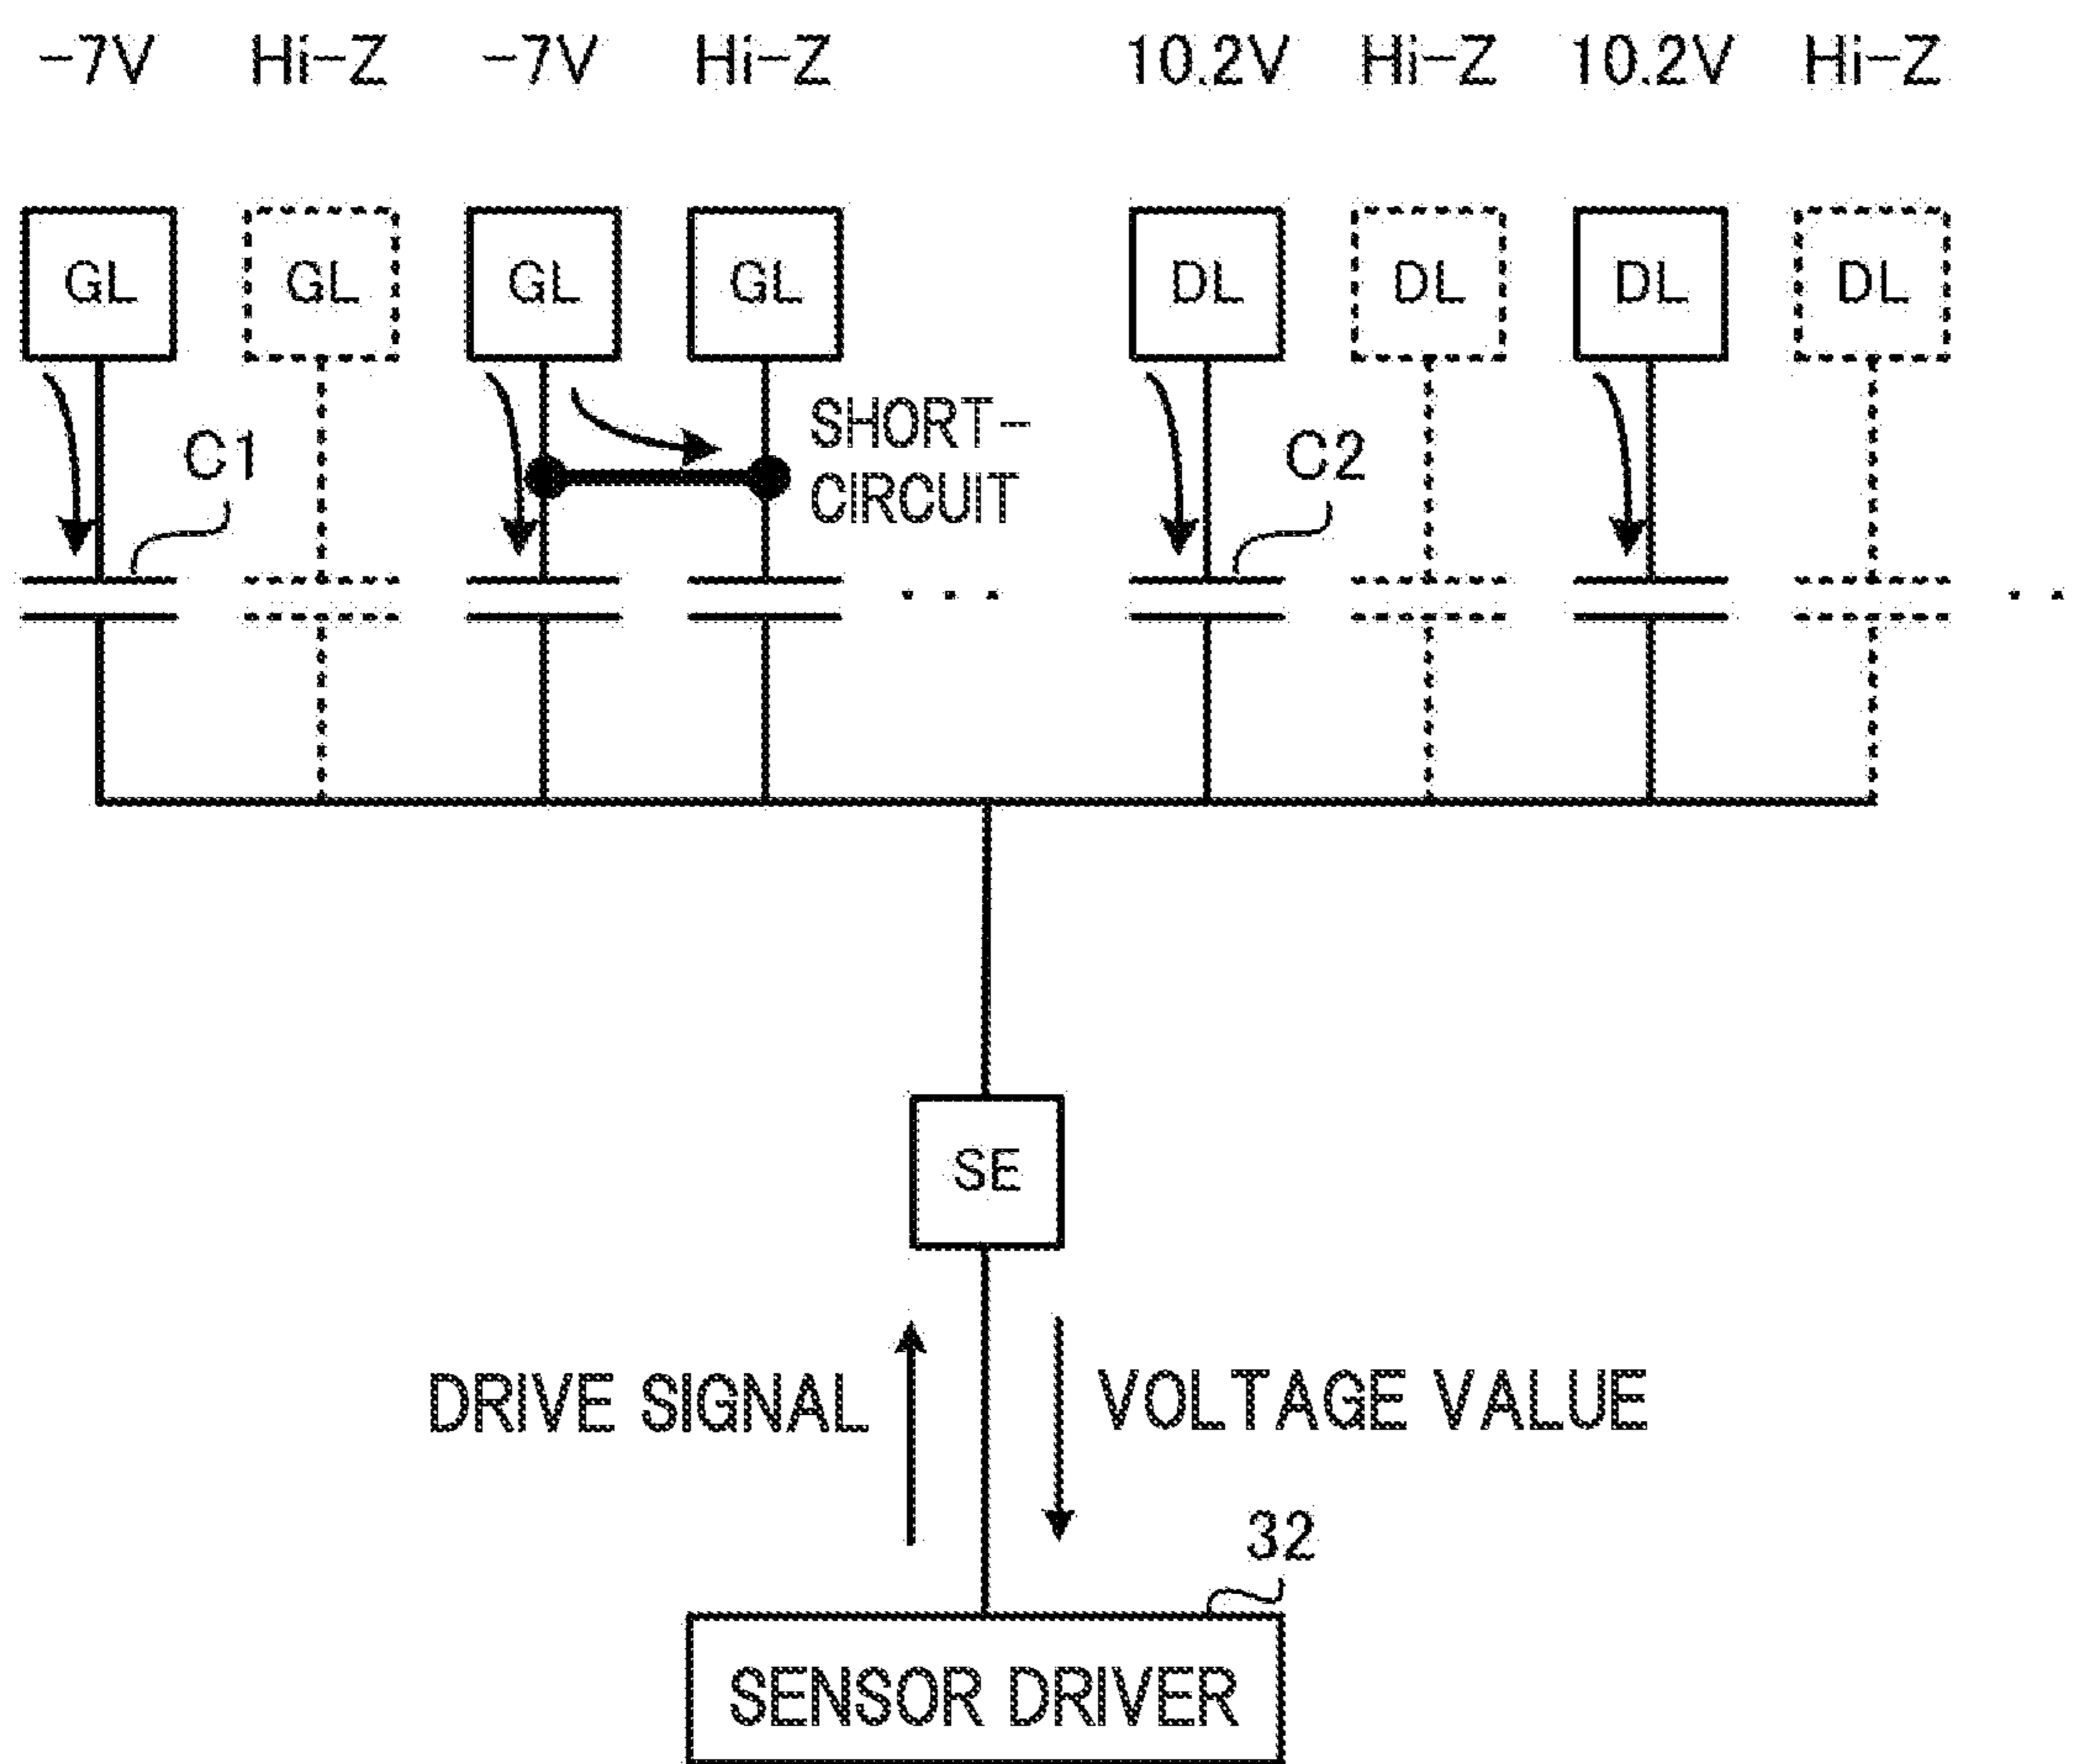 -7V Hi-Z -7V Hi-Z 10.2V Hi-Z 10.2V Hi-Z
GL GL GL GL DL DL DL DL
SHORT-
CIRCUIT
C1 C2
. . . . .
SE
DRIVE SIGNAL VOLTAGE VALUE
32
SENSOR DRIVER